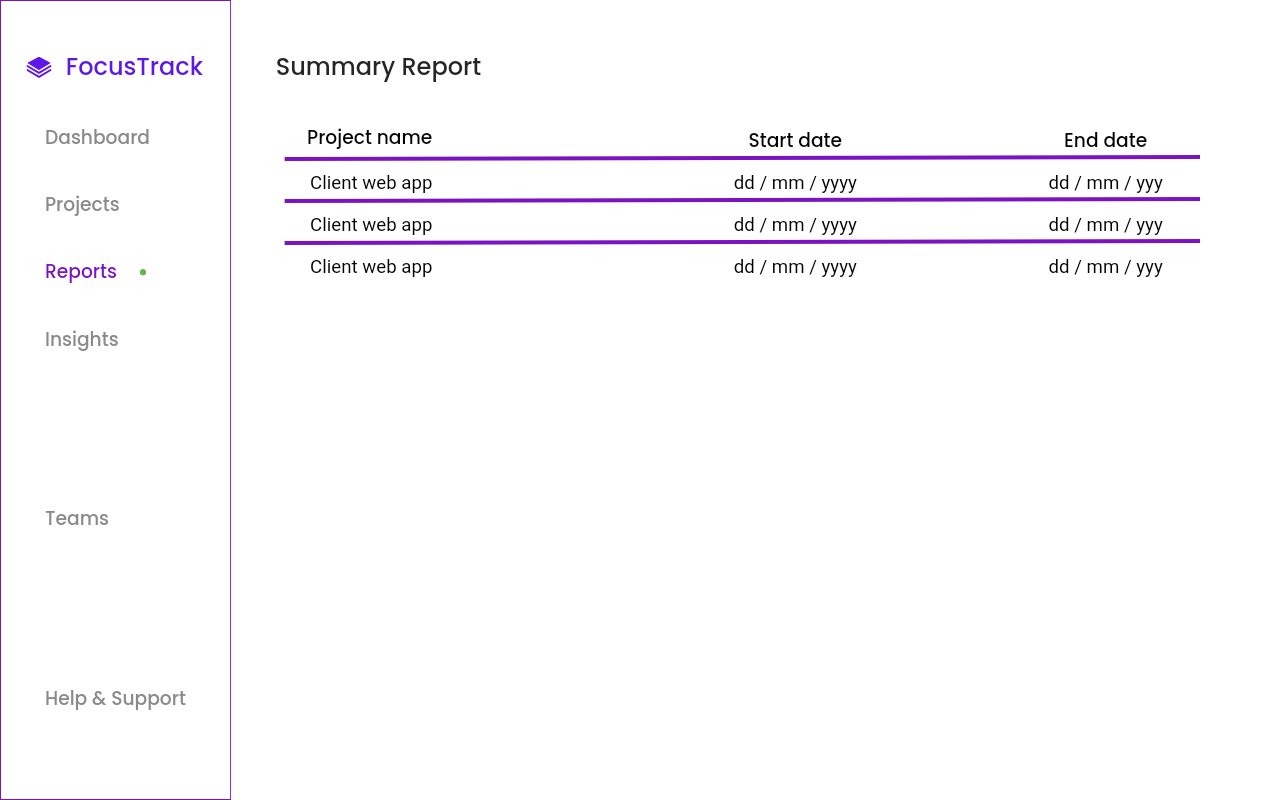 FocusTrack
Dashboard
Projects
Reports
Insights
Teams
Help & Support
Summary Report
Project name Start date End date
Client web app dd / mm / yyyy dd / mm / yyy
Client web app dd / mm / yyyy dd / mm / yyy
Client web app dd / mm / yyyy dd / mm / yyy